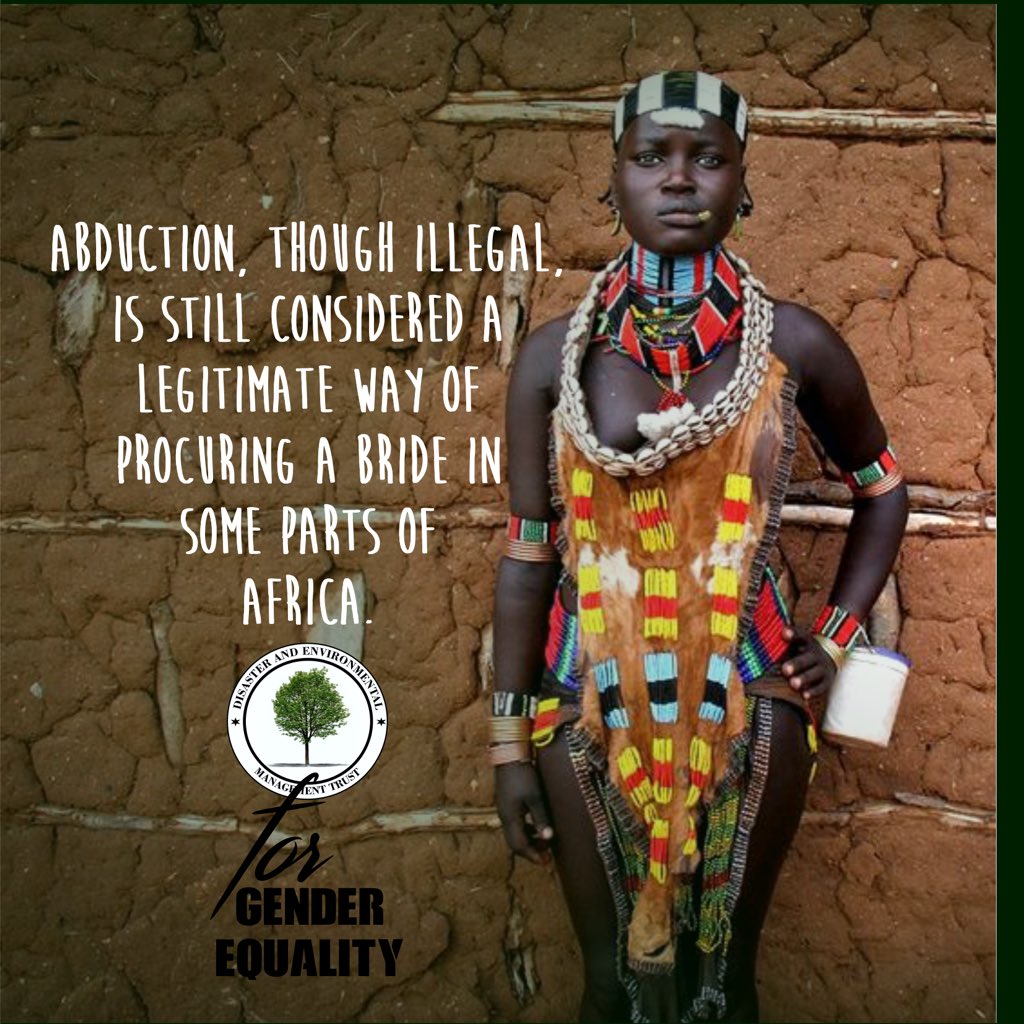 ABDUCTION, THOUGH ILLEGAL,
IS STILL CONSIDERED A
LEGITIMATE WAY OF
PROCURING A BRIDE IN
SOME PARTS OF
AFRICA.
DISASTER AND ENVIRONMENTAL
MANAGEMENT TRUST
for
GENDER
EQUALITY